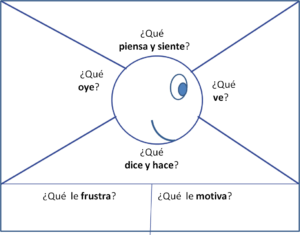 ¿Qué
piensa y siente?
¿Qué
oye?
¿Qué
ve?
¿Qué
dice y hace?
¿Qué le frustra?
¿Qué le motiva?